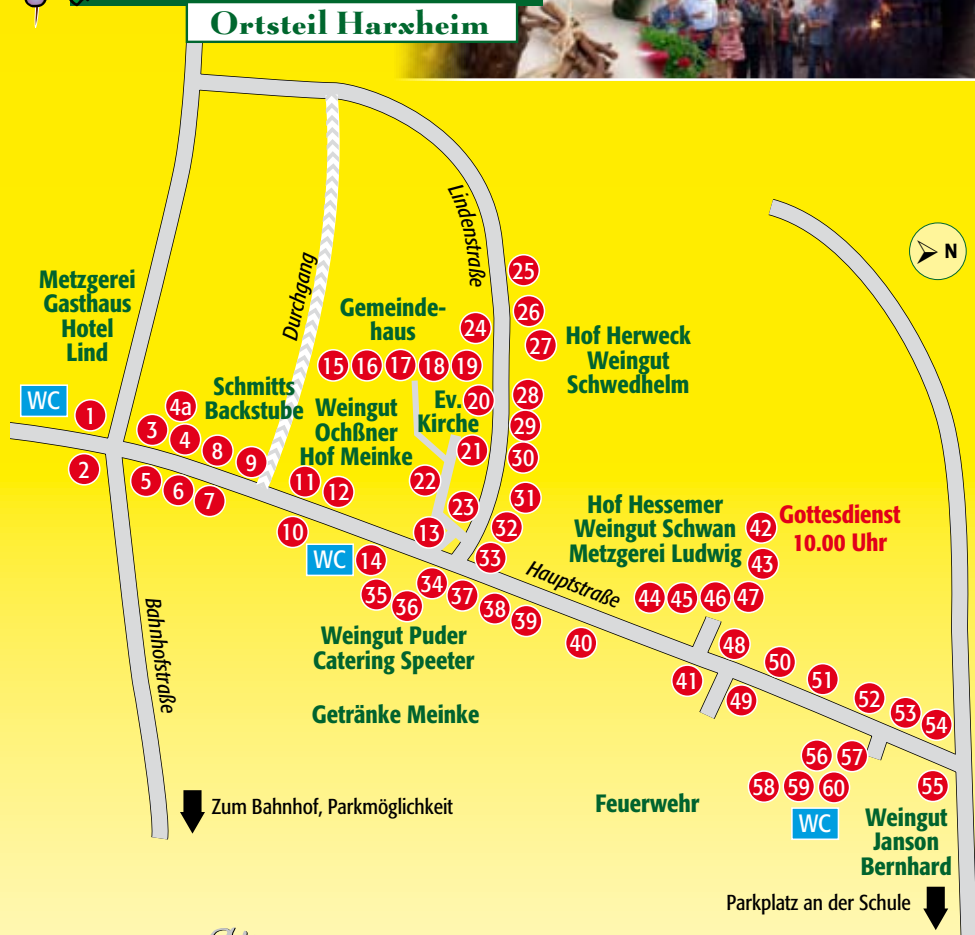 Ortsteil Harxheim
N
Lindenstraße
Durchgang
Metzgerei
Gasthaus
Hotel
Lind
WC
1
2
3
4a
4
8
9
5
6
7
Schmitts
Backstube
Gemeinde-
haus
15 16 17 18 19
24
25
26
27
Hof Herweck
Weingut
Schwedhelm
Weingut
Ochßner
Hof Meinke
Ev.
Kirche
20
21
22
23
28
29
30
31
32
33
11
12
10
13
WC
14
35
36
34
37
38
39
40
Weingut Puder
Catering Speeter
Getränke Meinke
Hauptstraße
Hof Hessemer
Weingut Schwan
Metzgerei Ludwig
42
43
Gottesdienst
10.00 Uhr
44 45 46 47
41
48
49
50
51
52
53
54
55
56 57
58 59 60
WC
Feuerwehr
Weingut
Janson
Bernhard
Bahnhofstraße
Zum Bahnhof, Parkmöglichkeit
Parkplatz an der Schule